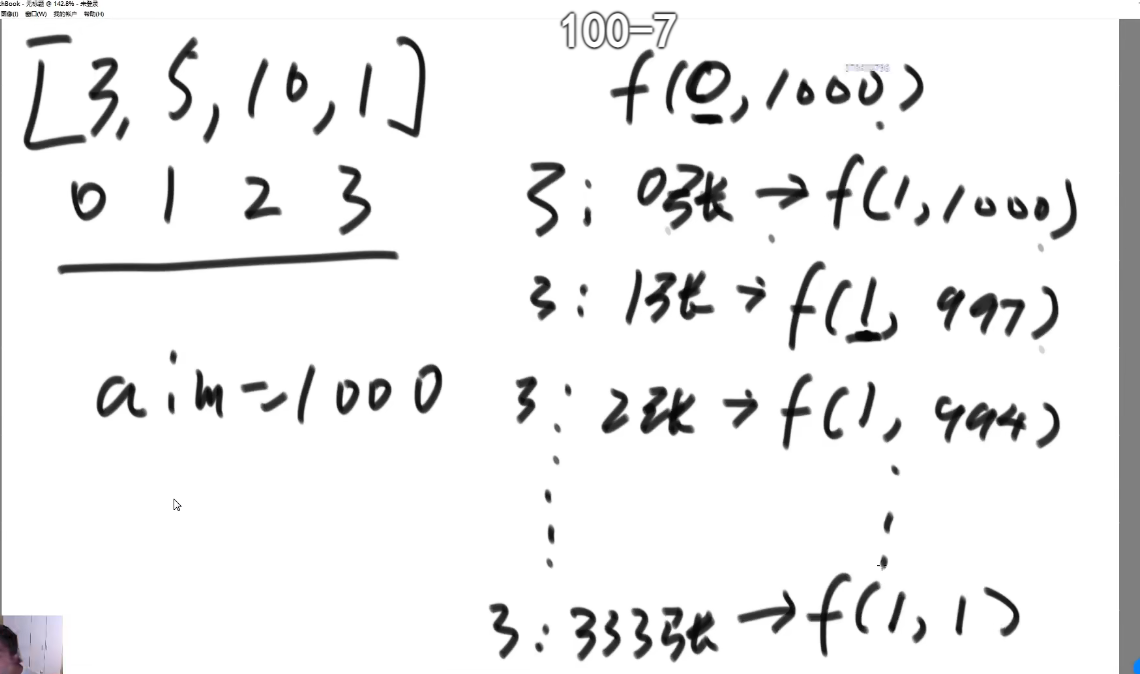 chBook - 无标题 @ 142.8% - 未登录
图像(I) 窗口(W) 我的帐户 帮助(H)
100-7
[3, 5, 10, 1]
0 1 2 3
aim=1000
f(0, 1000)
3: 0张 → f(1, 1000)
3: 1张 → f(1, 997)
3: 2张 → f(1, 994)
3: 333张 → f(1, 1)